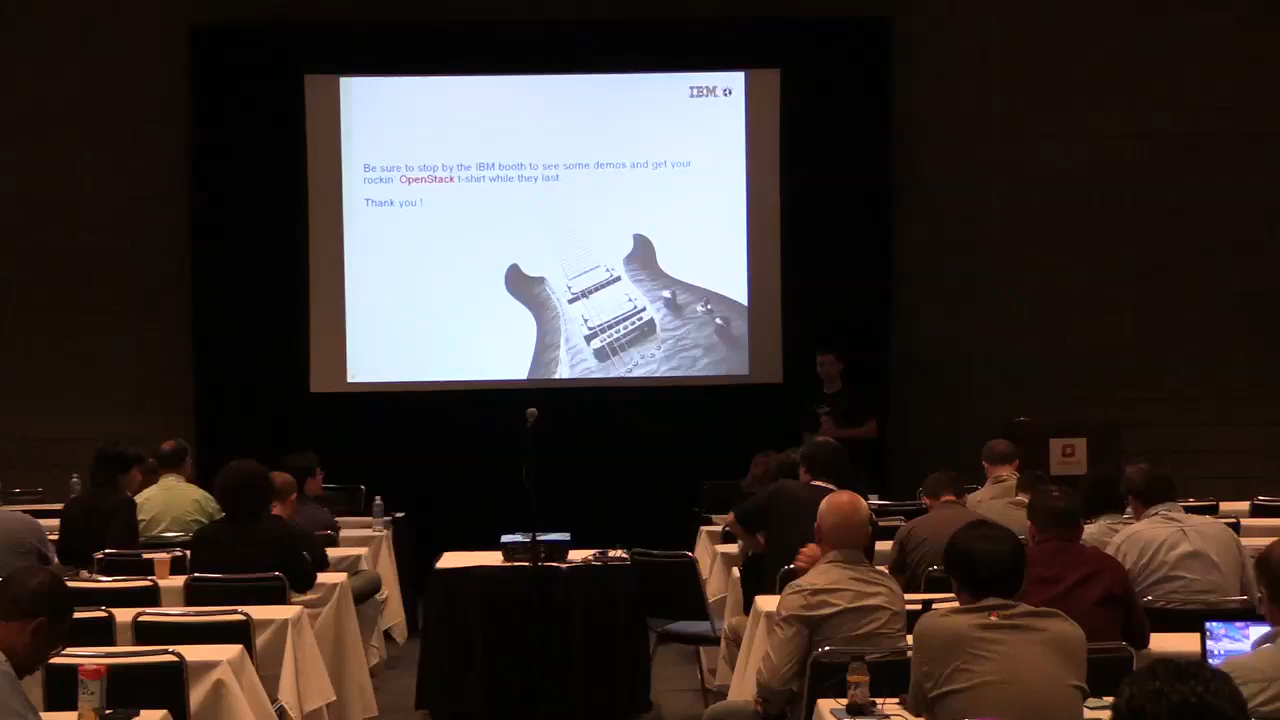 IBM
Be sure to stop by the IBM booth to see some demos and get your
rockin' OpenStack t-shirt while they last.
Thank you !